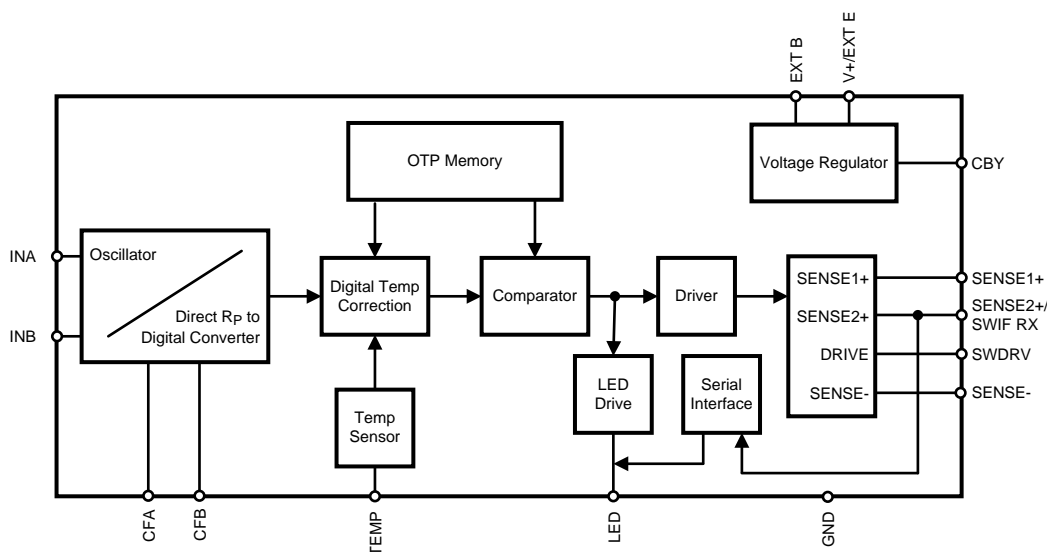 EXT B
V+/EXT E
OTP Memory
Voltage Regulator
CBY
INA
INB
Oscillator
Direct RP to
Digital Converter
Digital Temp
Correction
Comparator
Driver
SENSE1+
SENSE2+
DRIVE
SENSE-
SENSE1+
SENSE2+/
SWIF RX
SWDRV
SENSE-
Temp
Sensor
LED
Drive
Serial
Interface
CFA
CFB
TEMP
LED
GND